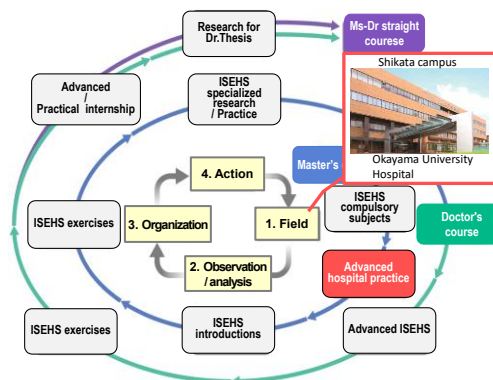 Research for
Dr.Thesis
Ms-Dr straight
courese
Shikata campus
Okayama University
Hospital
Advanced
/
Practical internship
ISEHS
specialized
research
/ Practice
Master's
4. Action
3. Organization
1. Field
2. Observation
/ analysis
ISEHS exercises
ISEHS
compulsory
subjects
Doctor's
course
Advanced
hospital practice
ISEHS exercises
ISEHS
introductions
Advanced ISEHS